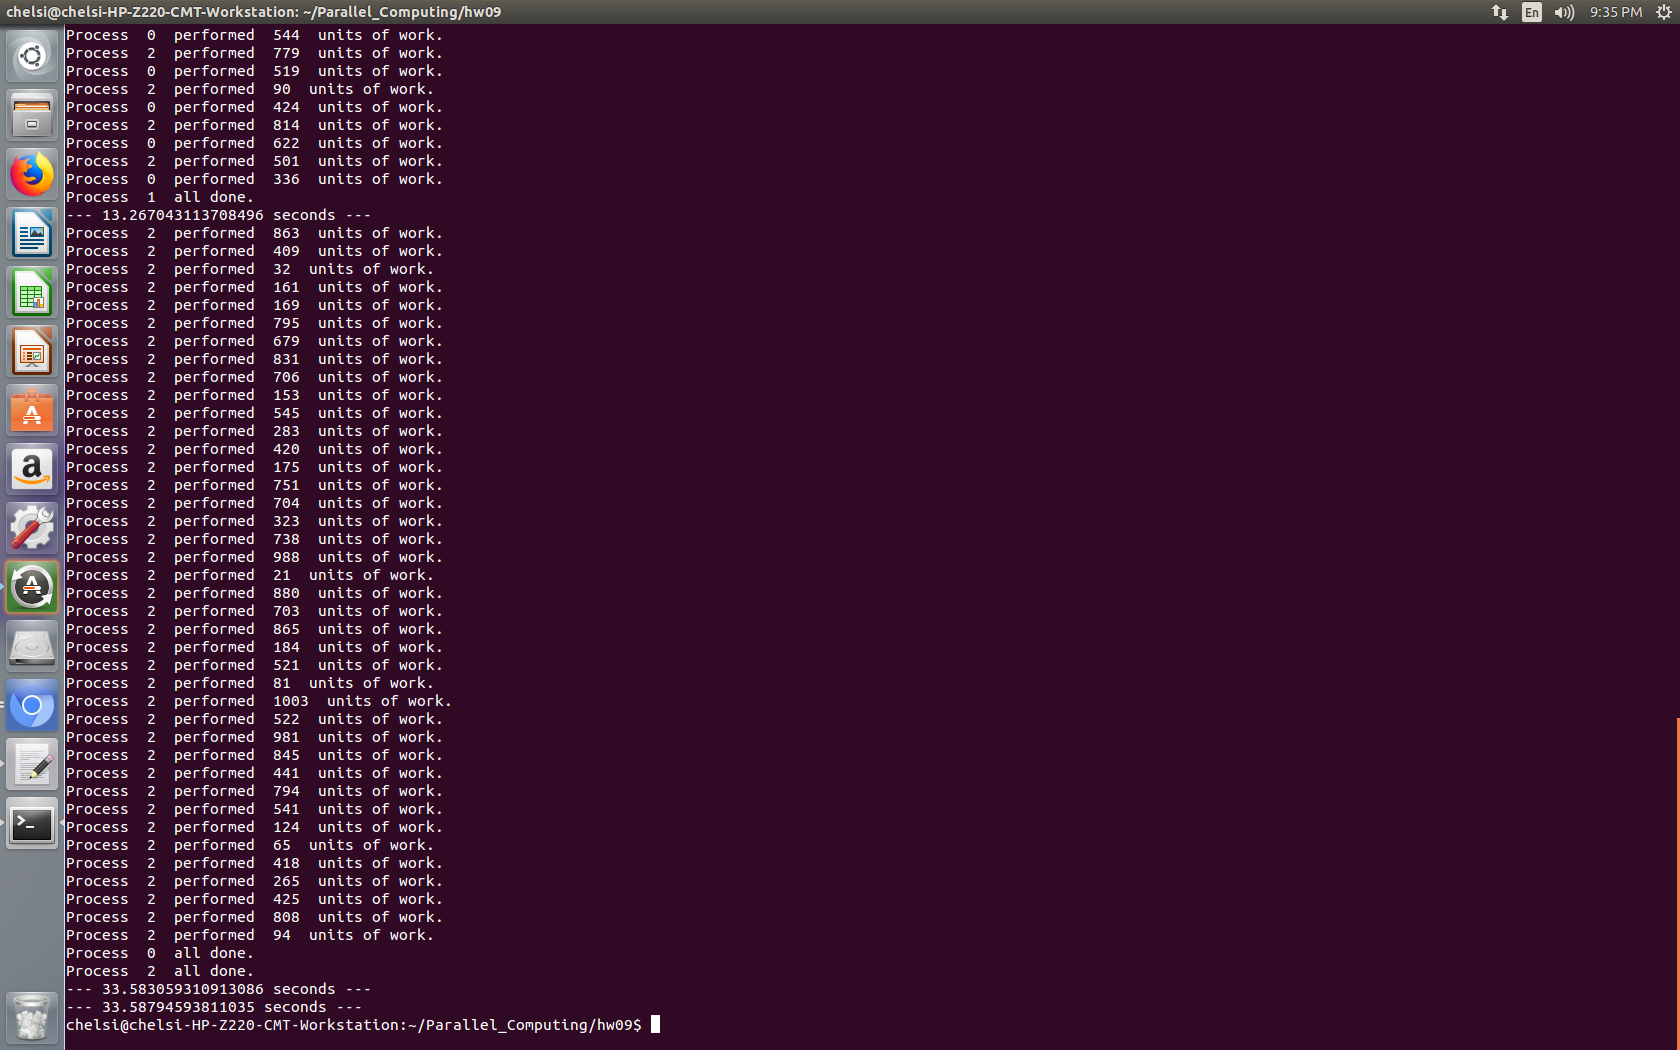 chelsi@chelsi-HP-Z220-CMT-Workstation: ~/Parallel_Computing/hw09
En
9:35 PM
Process  0  performed  544  units of work.
Process  2  performed  779  units of work.
Process  0  performed  519  units of work.
Process  2  performed  90  units of work.
Process  0  performed  424  units of work.
Process  2  performed  814  units of work.
Process  0  performed  622  units of work.
Process  2  performed  501  units of work.
Process  0  performed  336  units of work.
Process  1  all done.
--- 13.267043113708496 seconds ---
Process  2  performed  863  units of work.
Process  2  performed  409  units of work.
Process  2  performed  32  units of work.
Process  2  performed  161  units of work.
Process  2  performed  169  units of work.
Process  2  performed  795  units of work.
Process  2  performed  679  units of work.
Process  2  performed  831  units of work.
Process  2  performed  706  units of work.
Process  2  performed  153  units of work.
Process  2  performed  545  units of work.
Process  2  performed  283  units of work.
Process  2  performed  420  units of work.
Process  2  performed  175  units of work.
Process  2  performed  751  units of work.
Process  2  performed  704  units of work.
Process  2  performed  323  units of work.
Process  2  performed  738  units of work.
Process  2  performed  988  units of work.
Process  2  performed  21  units of work.
Process  2  performed  880  units of work.
Process  2  performed  703  units of work.
Process  2  performed  865  units of work.
Process  2  performed  184  units of work.
Process  2  performed  521  units of work.
Process  2  performed  81  units of work.
Process  2  performed  1003  units of work.
Process  2  performed  522  units of work.
Process  2  performed  981  units of work.
Process  2  performed  845  units of work.
Process  2  performed  441  units of work.
Process  2  performed  794  units of work.
Process  2  performed  541  units of work.
Process  2  performed  124  units of work.
Process  2  performed  65  units of work.
Process  2  performed  418  units of work.
Process  2  performed  265  units of work.
Process  2  performed  425  units of work.
Process  2  performed  808  units of work.
Process  2  performed  94  units of work.
Process  0  all done.
Process  2  all done.
--- 33.583059310913086 seconds ---
--- 33.58794593811035 seconds ---
chelsi@chelsi-HP-Z220-CMT-Workstation:~/Parallel_Computing/hw09$